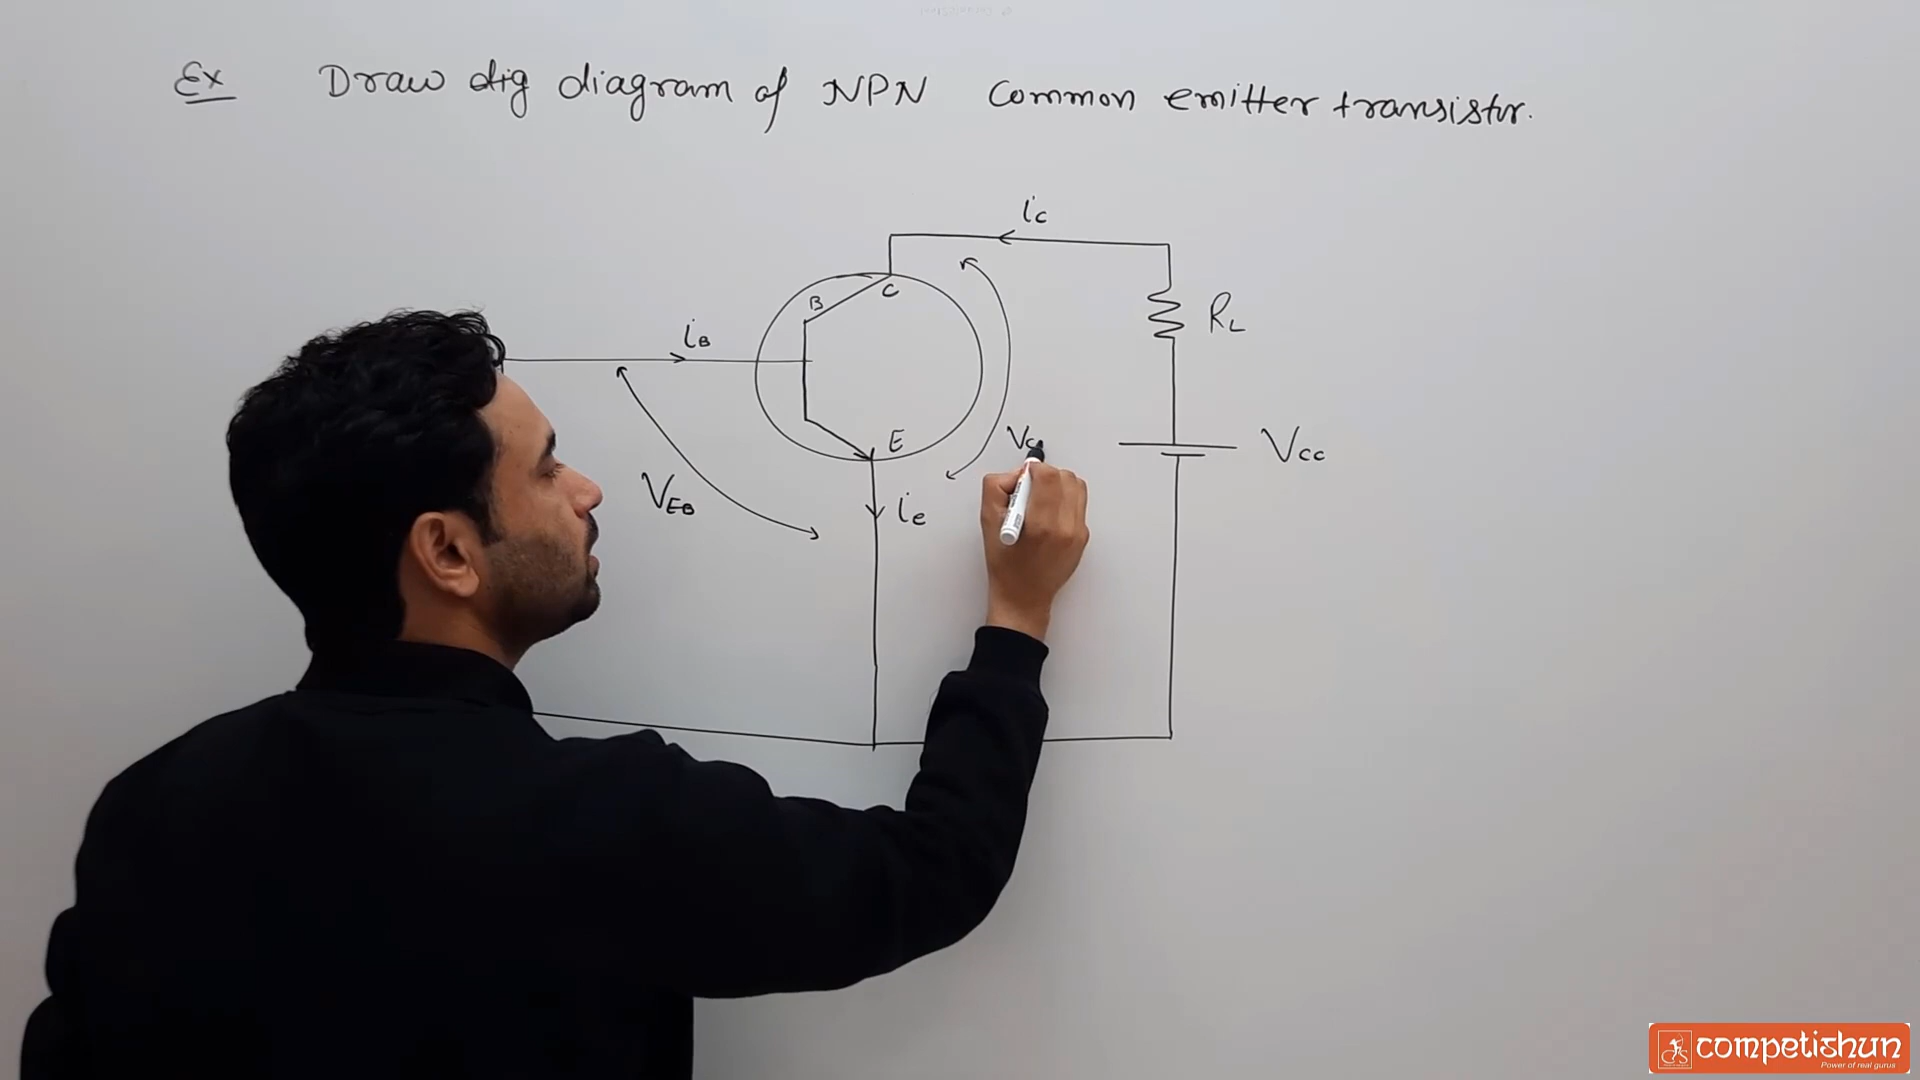 Ex Draw dig diagram of NPN Common emitter transistor.
ic
B
C
iB
RL
E
VC
VCC
VEB
ie
competishun
Power of real gurus